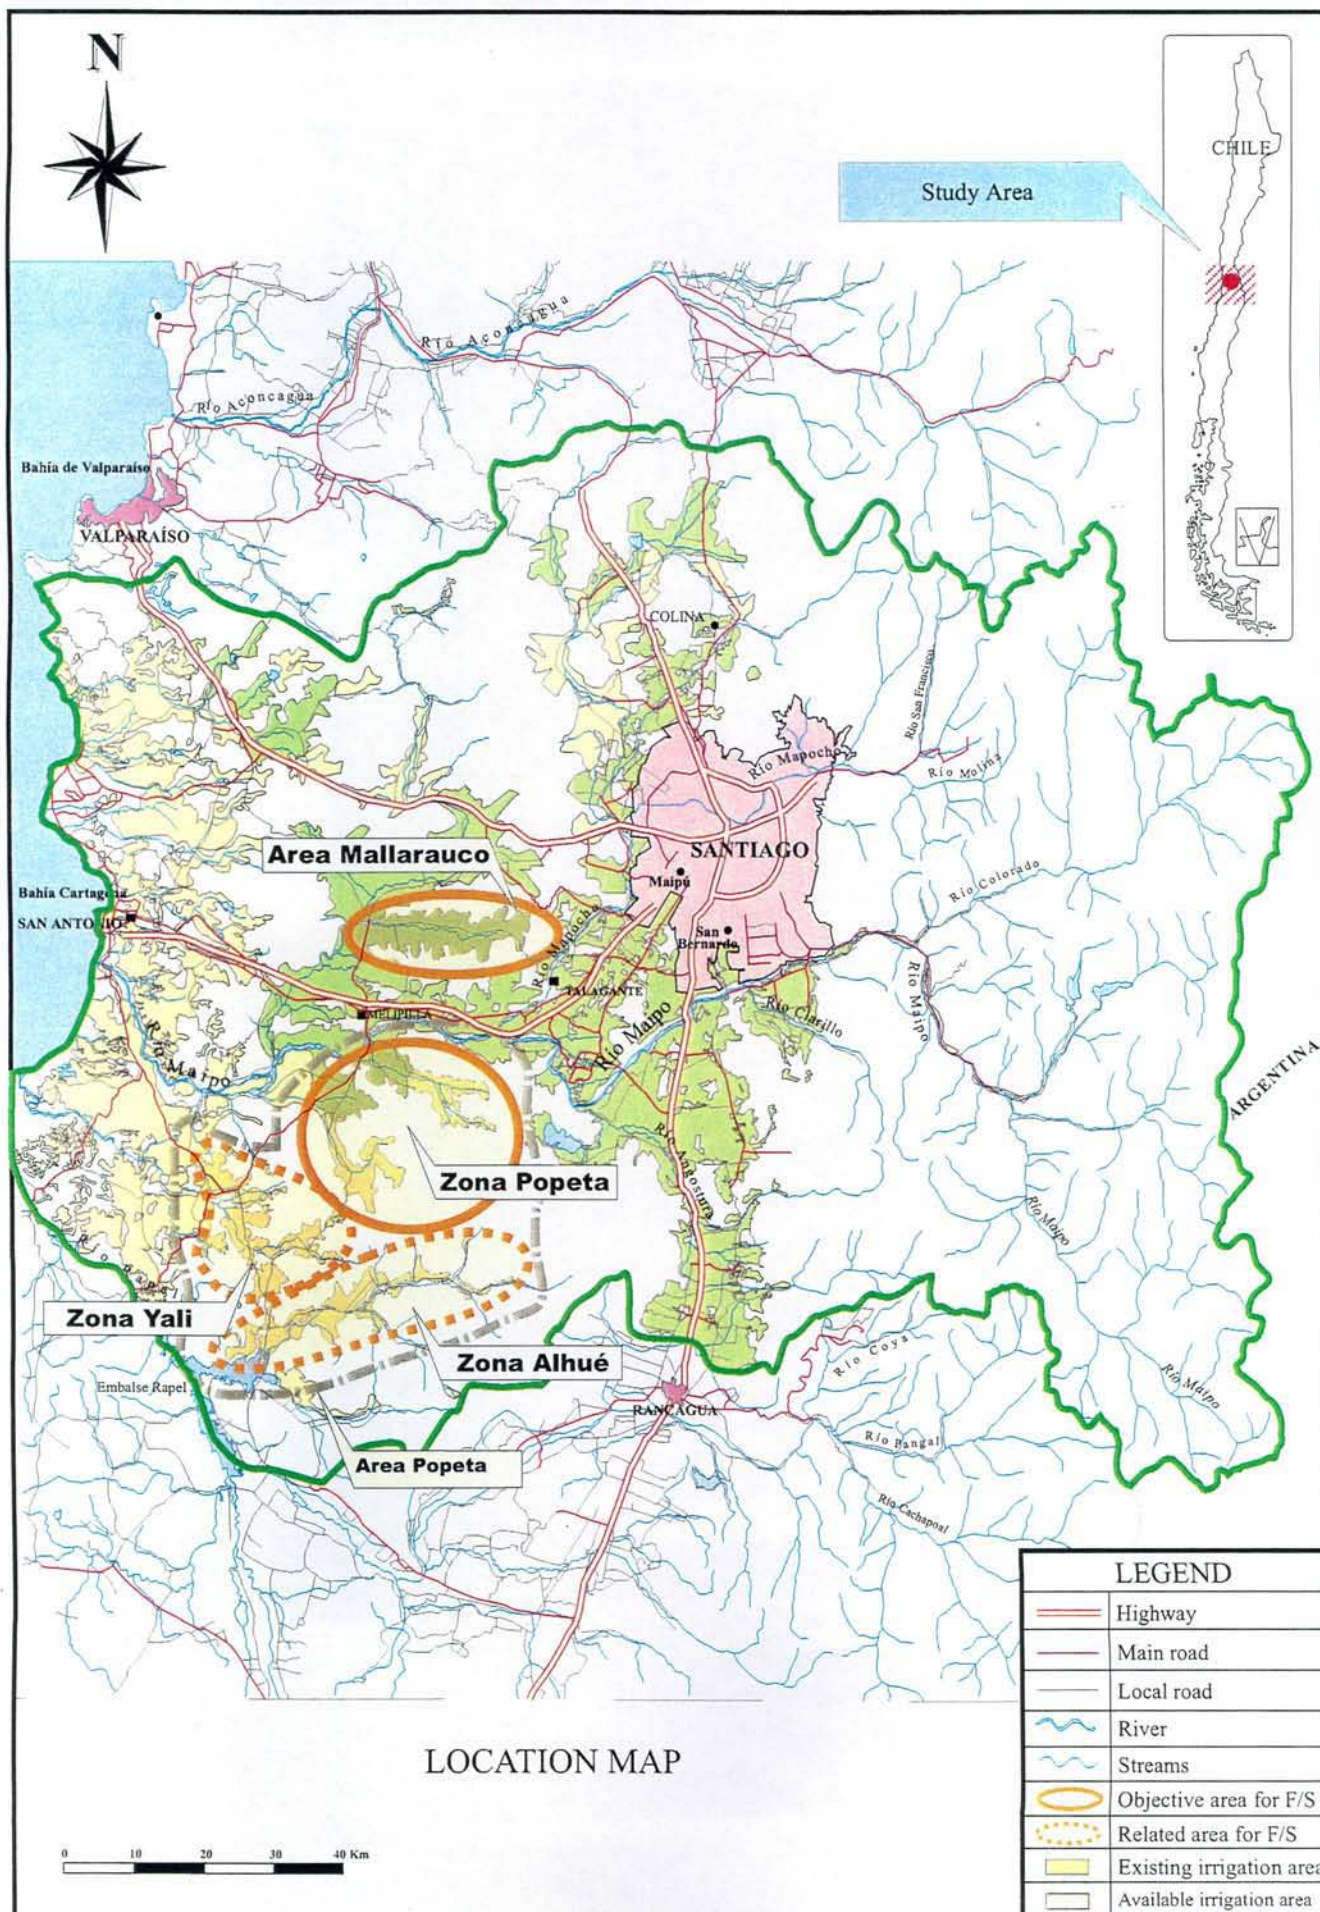 N
CHILE
Study Area
Río Aconcagua
Río Aconcagua
Bahía de Valparaíso
VALPARAÍSO
COLINA
Río San Francisco
Río Mapocho
Río Molina
Area Mallarauco
SANTIAGO
Maipú
Río Colorado
Bahía Cartagena
SAN ANTONIO
San
Bernardo
Río Mapocho
TALAGANTE
MELIPILLA
Río Maipo
Río Clarillo
Río Maipo
Río Maipo
ARGENTINA
Río Angostura
Zona Popeta
Río Maipo
Río Rapel
Zona Yali
Zona Alhué
Río Coya
Río Maipo
Embalse Rapel
RANCAGUA
Río Pangal
Area Popeta
Río Cachapoal
LEGEND
Highway
Main road
Local road
River
Streams
Objective area for F/S
Related area for F/S
Existing irrigation area
Available irrigation area
LOCATION MAP
0 10 20 30 40 Km